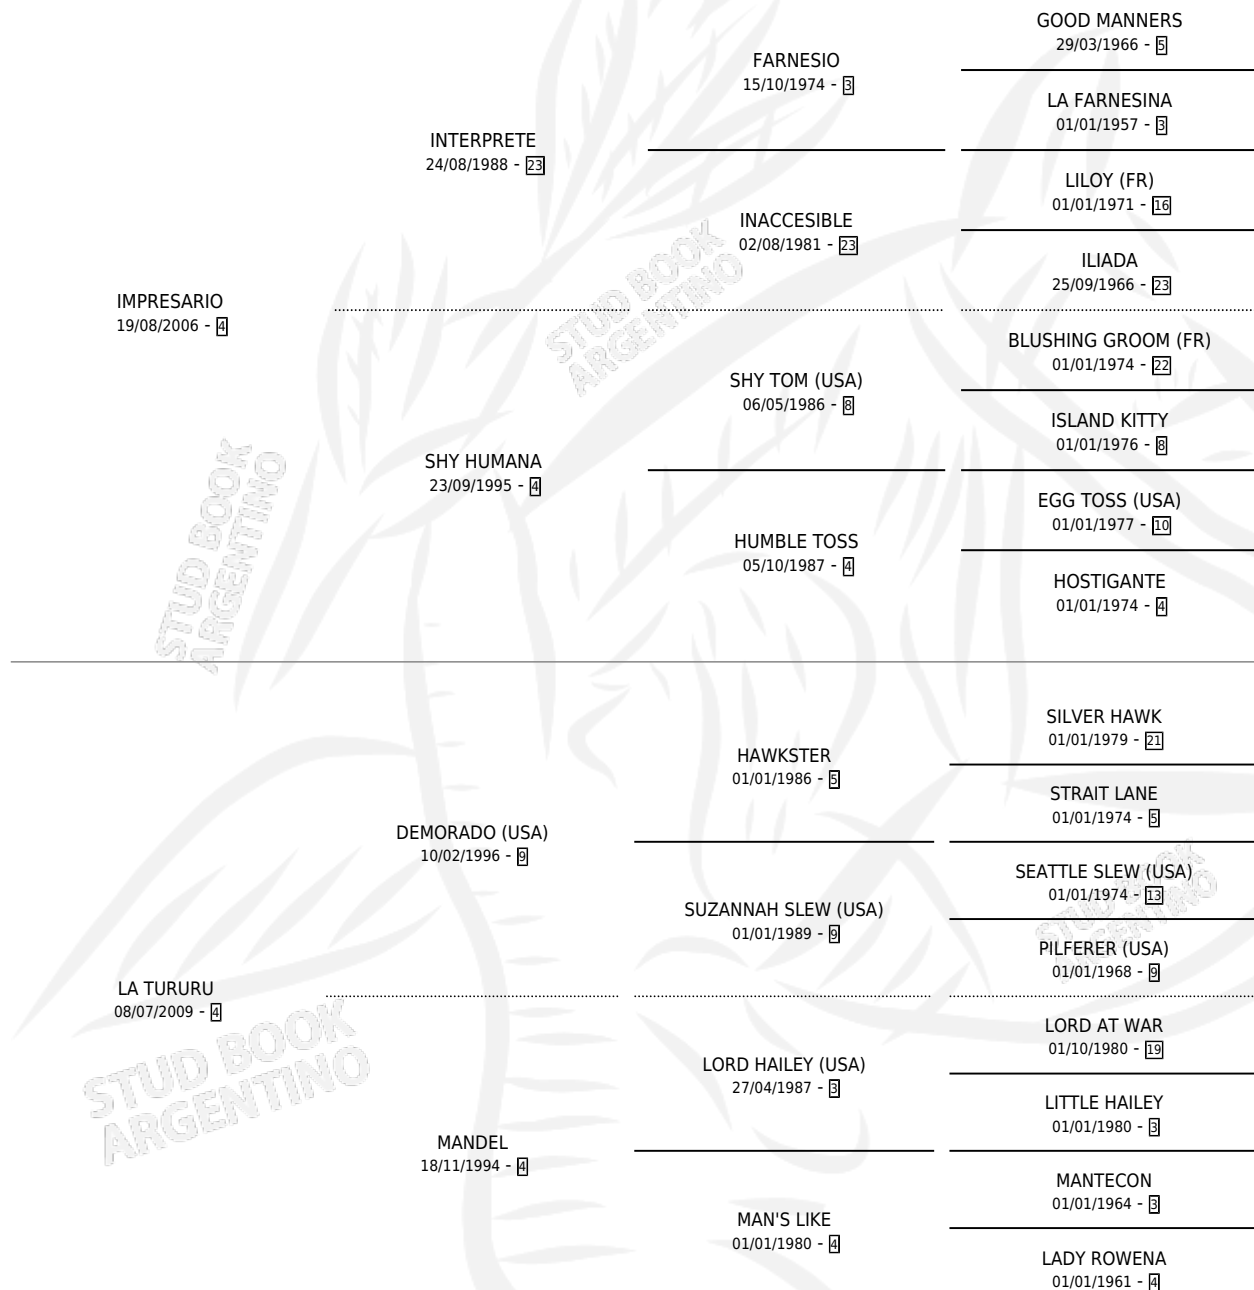 GOOD MANNERS
29/03/1966 - 5
FARNESIO
15/10/1974 - 3
LA FARNESINA
01/01/1957 - 3
INTERPRETE
24/08/1988 - 23
LILOY (FR)
01/01/1971 - 16
INACCESIBLE
02/08/1981 - 23
ILIADA
25/09/1966 - 23
IMPRESARIO
19/08/2006 - 4
BLUSHING GROOM (FR)
01/01/1974 - 22
SHY TOM (USA)
06/05/1986 - 8
ISLAND KITTY
01/01/1976 - 8
SHY HUMANA
23/09/1995 - 4
EGG TOSS (USA)
01/01/1977 - 10
HUMBLE TOSS
05/10/1987 - 4
HOSTIGANTE
01/01/1974 - 4
SILVER HAWK
01/01/1979 - 21
HAWKSTER
01/01/1986 - 5
STRAIT LANE
01/01/1974 - 5
DEMORADO (USA)
10/02/1996 - 9
SEATTLE SLEW (USA)
01/01/1974 - 13
SUZANNAH SLEW (USA)
01/01/1989 - 9
PILFERER (USA)
01/01/1968 - 9
LA TURURU
08/07/2009 - 4
LORD AT WAR
01/10/1980 - 19
LORD HAILEY (USA)
27/04/1987 - 3
LITTLE HAILEY
01/01/1980 - 3
MANDEL
18/11/1994 - 4
MANTECON
01/01/1964 - 3
MAN'S LIKE
01/01/1980 - 4
LADY ROWENA
01/01/1961 - 4
STUD BOOK
ARGENTINO
STUD BOOK
ARGENTINO
STUD BOOK
ARGENTINO
STUD BOOK
ARGENTINO